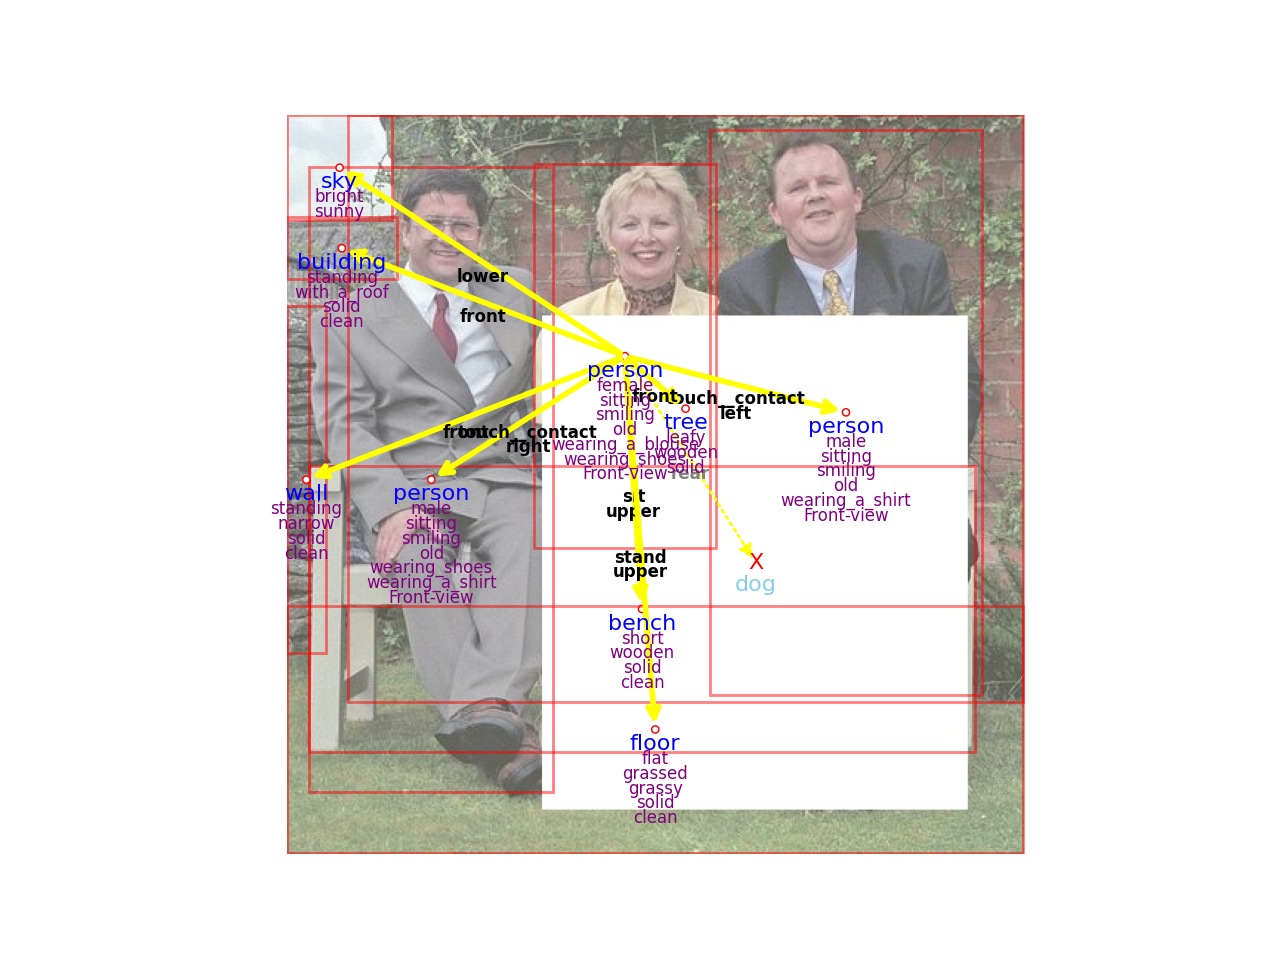 sky
bright
sunny
building
standing
with_a_roof
solid
clean
lower
front
person
female
sitting
smiling
old
wearing_a_blouse
wearing_shoes
Front-view
front
touch_contact
left
tree
leafy
wooden
solid
rear
person
male
sitting
smiling
old
wearing_a_shirt
Front-view
front
touch_contact
right
wall
standing
narrow
solid
clean
person
male
sitting
smiling
old
wearing_shoes
wearing_a_shirt
Front-view
sit
upper
stand
upper
X
dog
bench
short
wooden
solid
clean
floor
flat
grassed
grassy
solid
clean